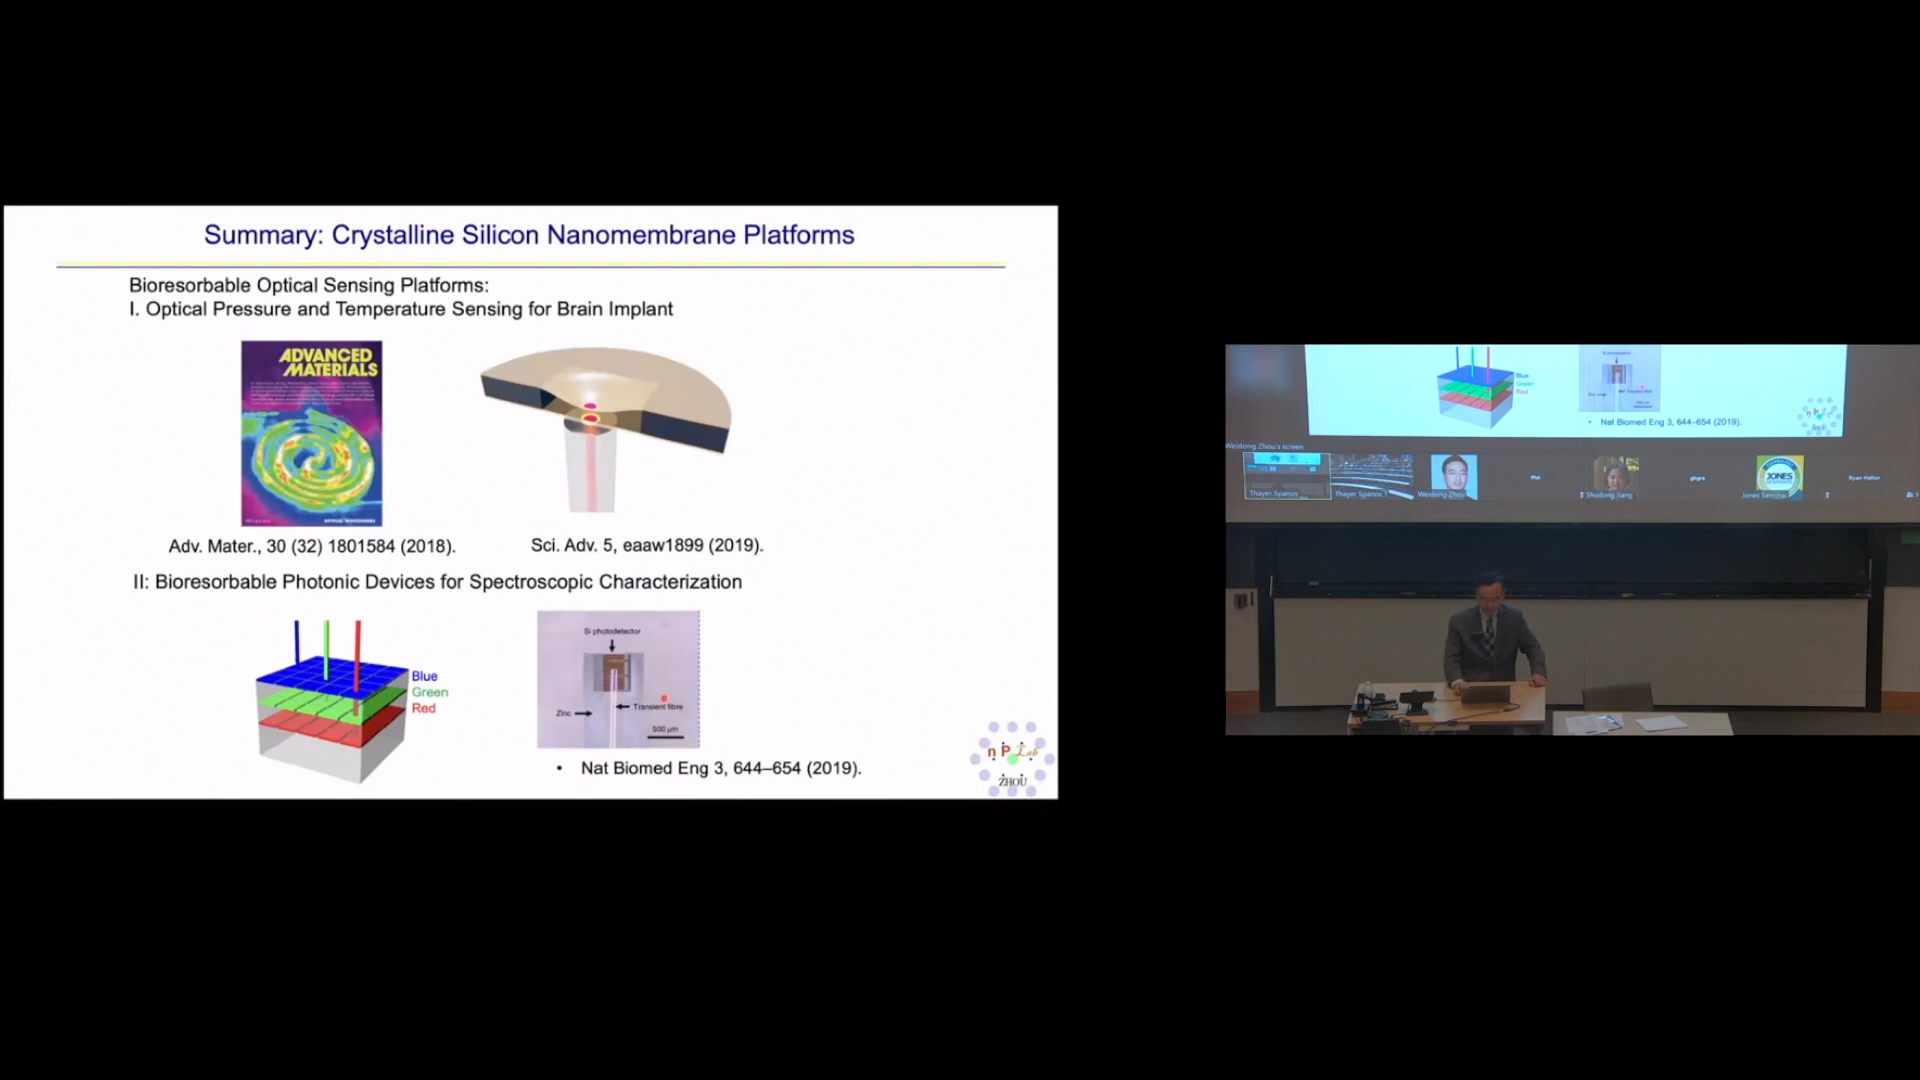 Summary: Crystalline Silicon Nanomembrane Platforms
Bioresorbable Optical Sensing Platforms:
I. Optical Pressure and Temperature Sensing for Brain Implant
ADVANCED
MATERIALS
Adv. Mater., 30 (32) 1801584 (2018).
Sci. Adv. 5, eaaw1899 (2019).
II: Bioresorbable Photonic Devices for Spectroscopic Characterization
Blue
Green
Red
Si photodetector
Zinc
Transient fibre
500 µm
• Nat Biomed Eng 3, 644–654 (2019).
n P Lab
ZHOU
Blue
Green
Red
• Nat Biomed Eng 3, 644–654 (2019).
Weidong Zhou's screen
Thayer Spanos
Thayer Spanos
Weidong Zhou
Shudong Jiang
JONES
Jones Seminar
Ryan Halter